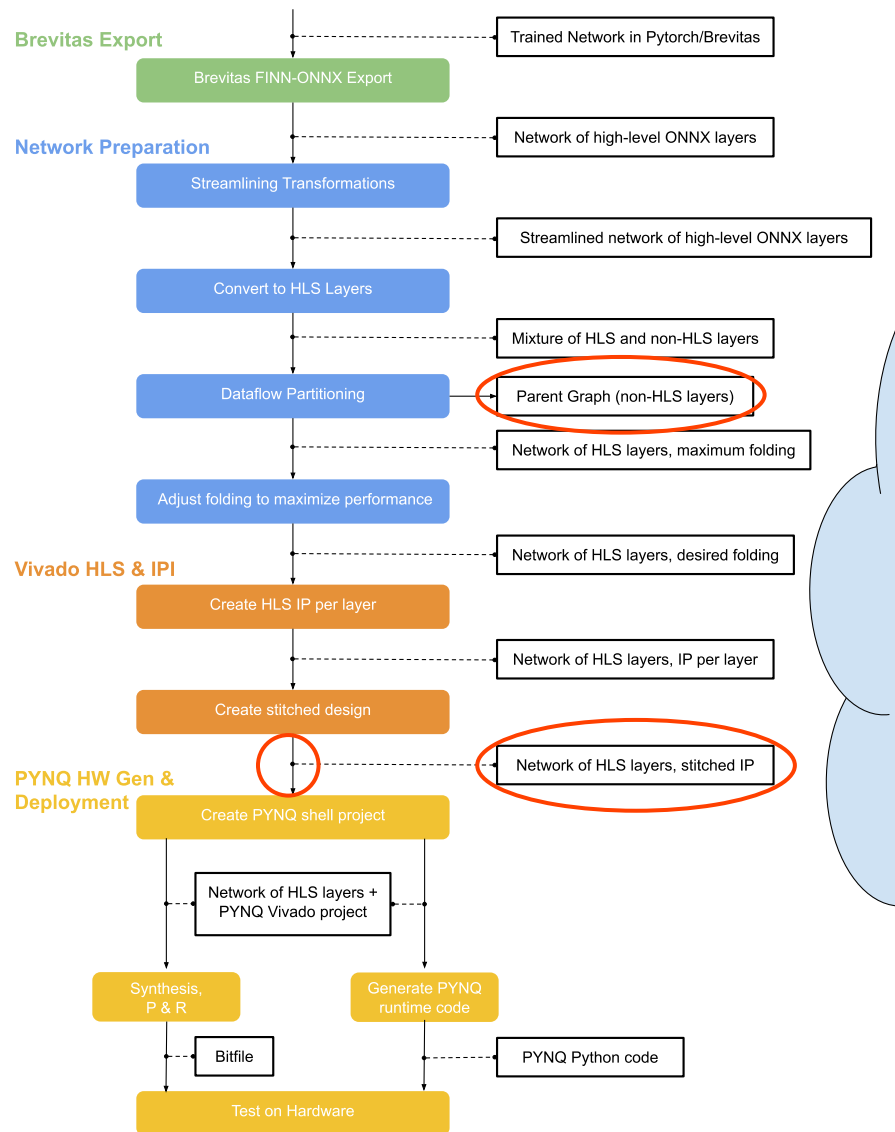 Brevitas Export
Trained Network in Pytorch/Brevitas
Brevitas FINN-ONNX Export
Network of high-level ONNX layers
Network Preparation
Streamlining Transformations
Streamlined network of high-level ONNX layers
Convert to HLS Layers
Mixture of HLS and non-HLS layers
Dataflow Partitioning
Parent Graph (non-HLS layers)
Network of HLS layers, maximum folding
Adjust folding to maximize performance
Network of HLS layers, desired folding
Vivado HLS & IPI
Create HLS IP per layer
Network of HLS layers, IP per layer
Create stitched design
Network of HLS layers, stitched IP
PYNQ HW Gen &
Deployment
Create PYNQ shell project
Network of HLS layers +
PYNQ Vivado project
Synthesis,
P & R
Generate PYNQ
runtime code
Bitfile
PYNQ Python code
Test on Hardware